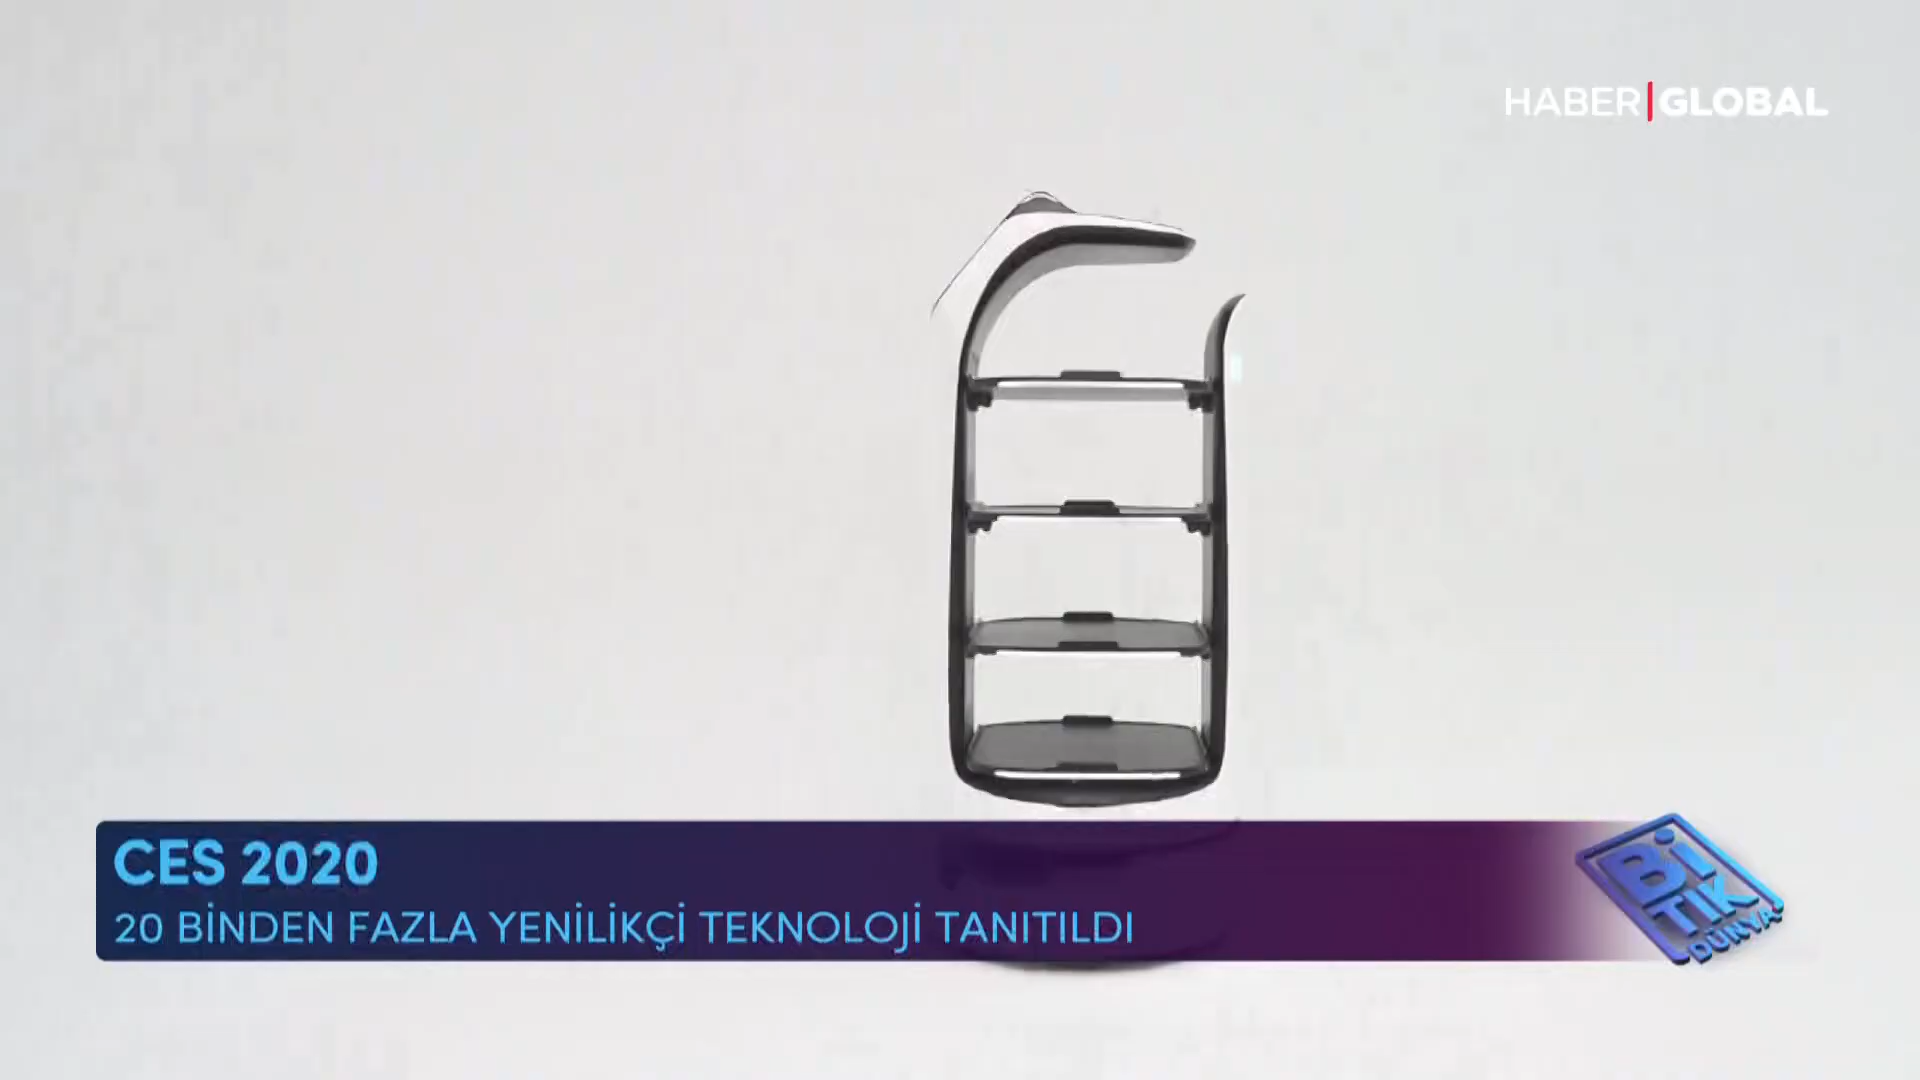 HABER|GLOBAL
CES 2020
20 BİNDEN FAZLA YENİLİKÇİ TEKNOLOJİ TANITILDI
BİTIK
DÜNYA